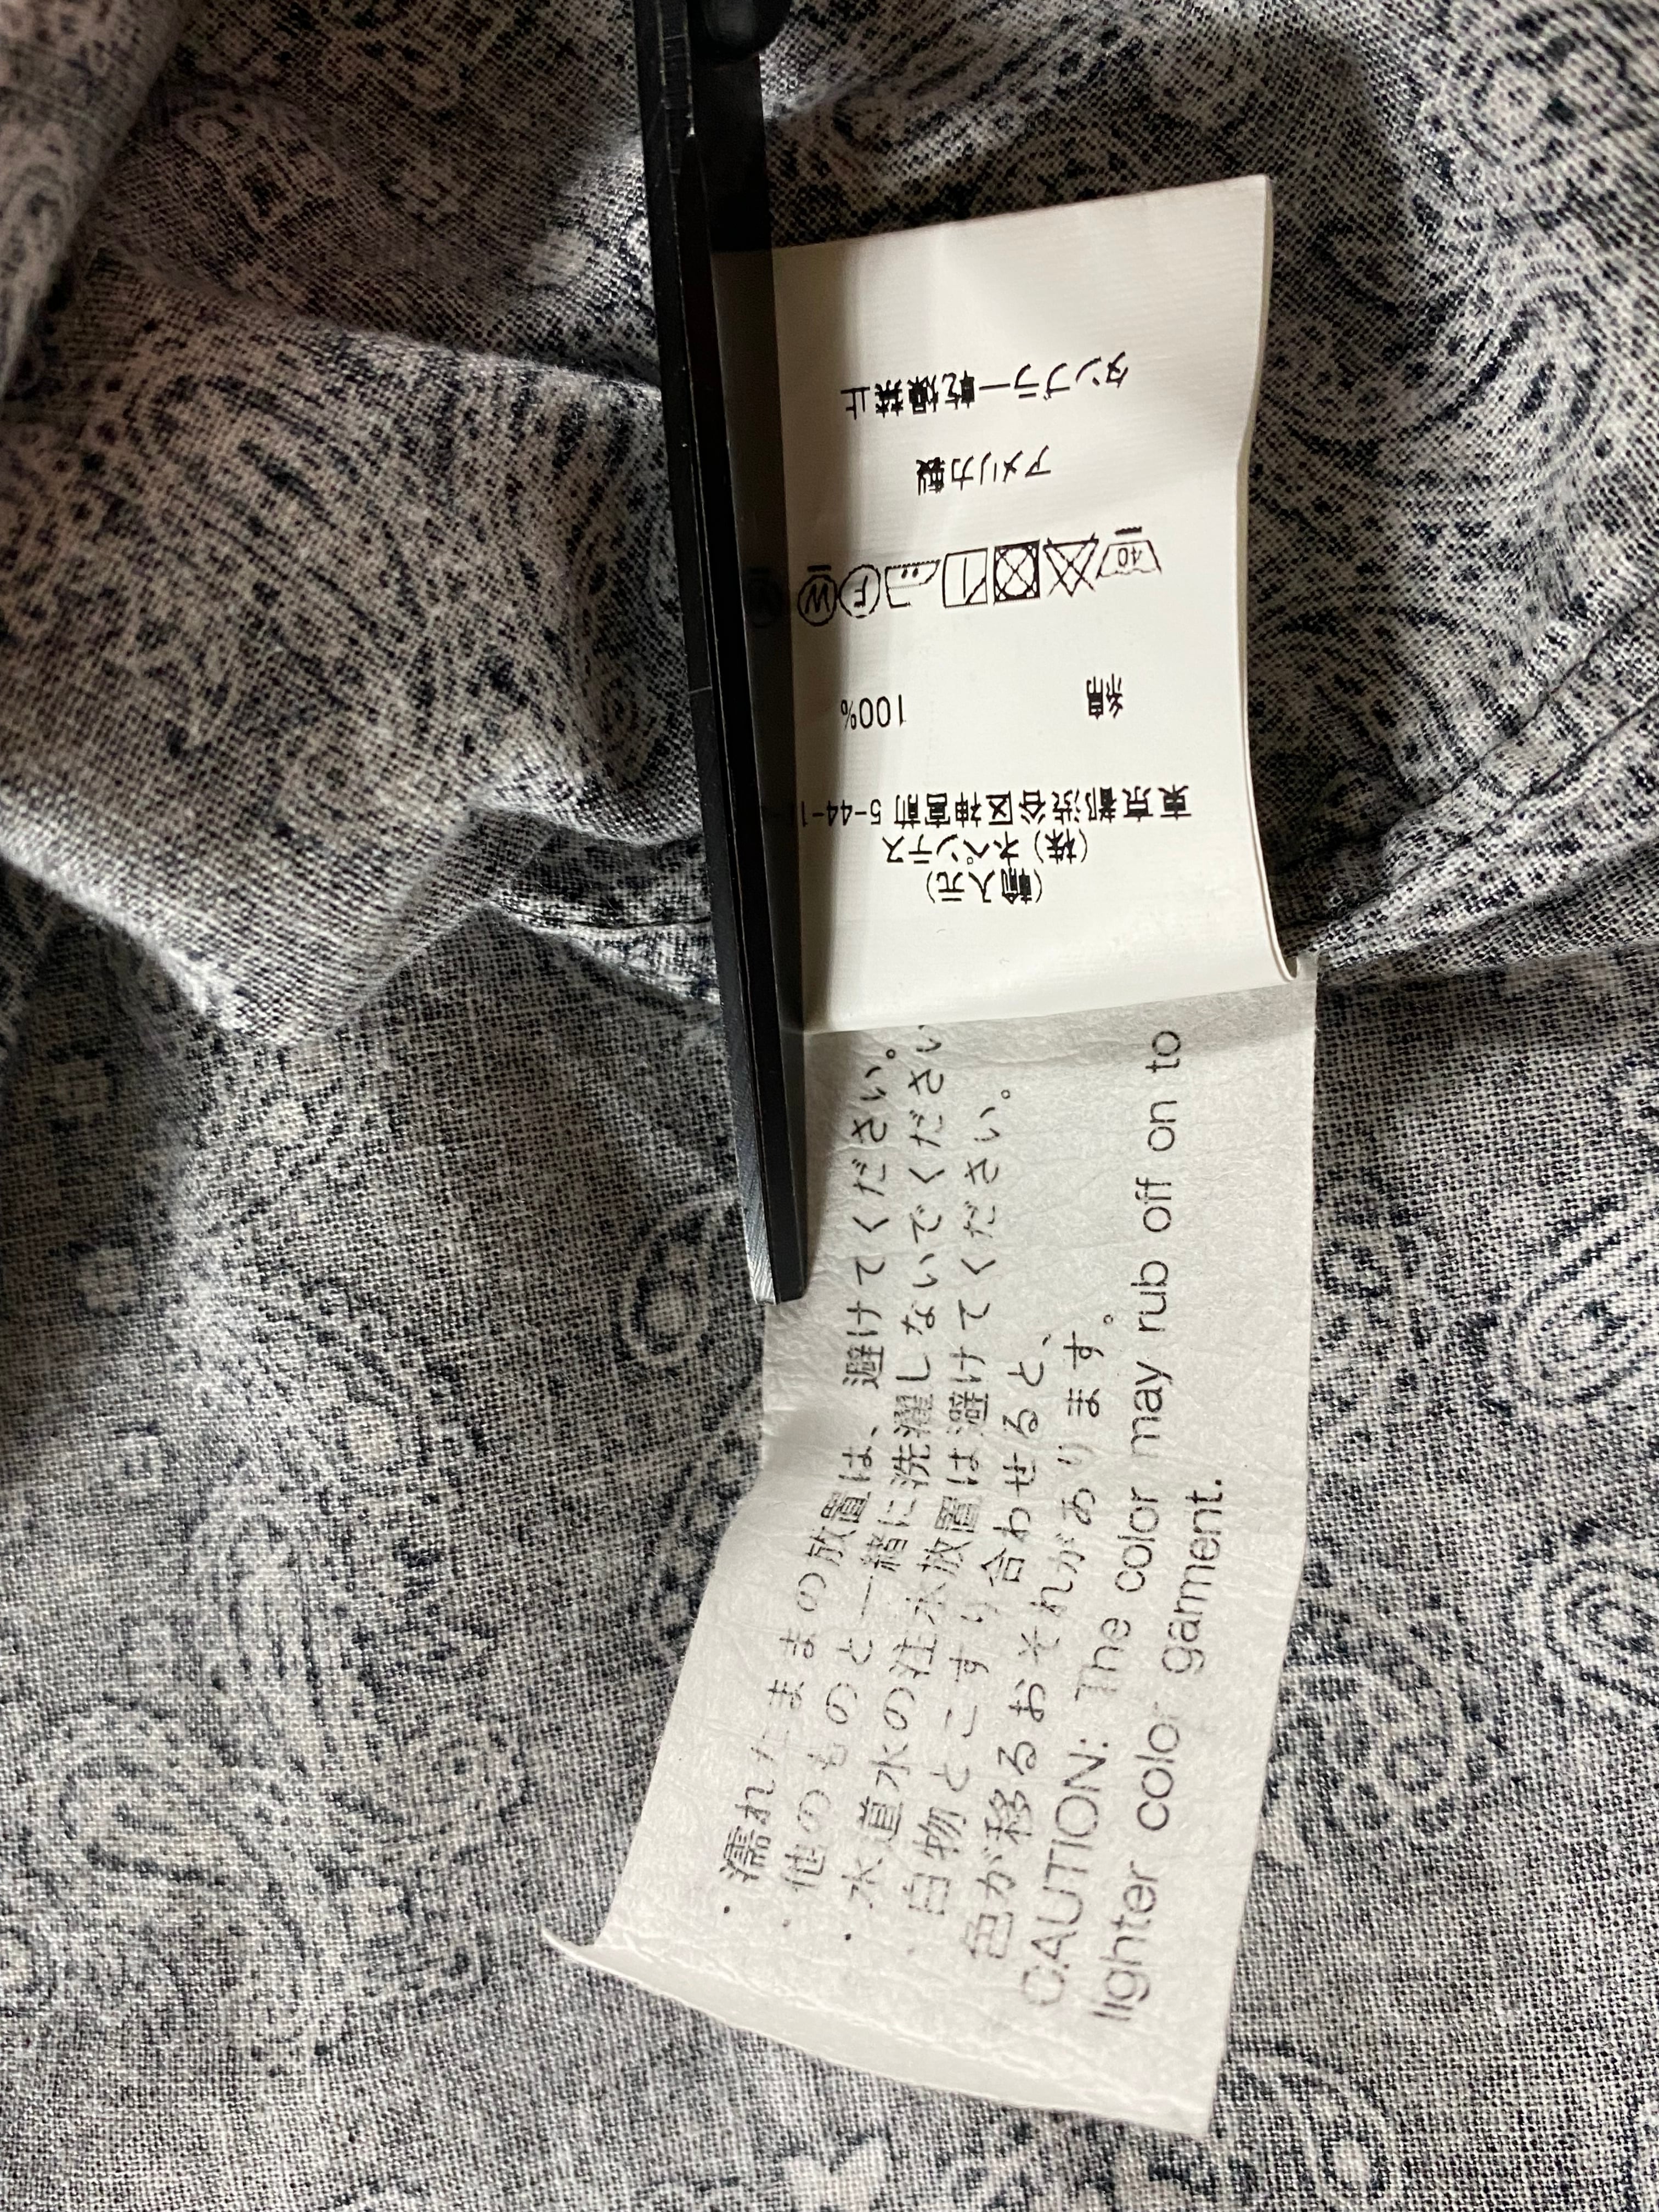 (輸入元)
(株)ネペンテス
東京都渋谷区神宮前 5-44-1
綿 100%
40
F W
アメリカ製
タンブラー乾燥禁止
・濡れたままの放置は、避けてください。
・他のものと一緒に洗濯しないでください
・水道水の注水放置は避けてください。
・白物とこすり合わせると、
色が移るおそれがあります。
CAUTION: The color may rub off on to
lighter color garment.